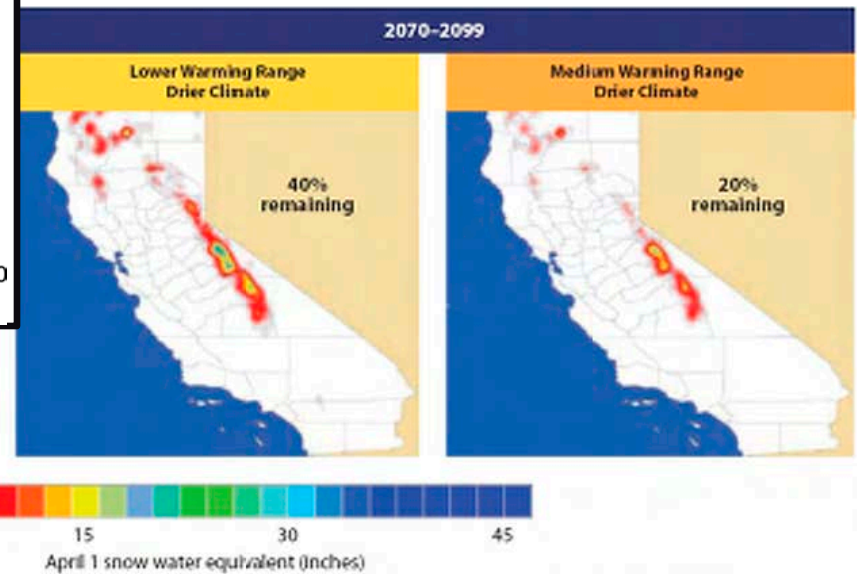 2070–2099
Lower Warming Range
Drier Climate
Medium Warming Range
Drier Climate
40%
remaining
20%
remaining
0
15
30
45
April 1 snow water equivalent (inches)